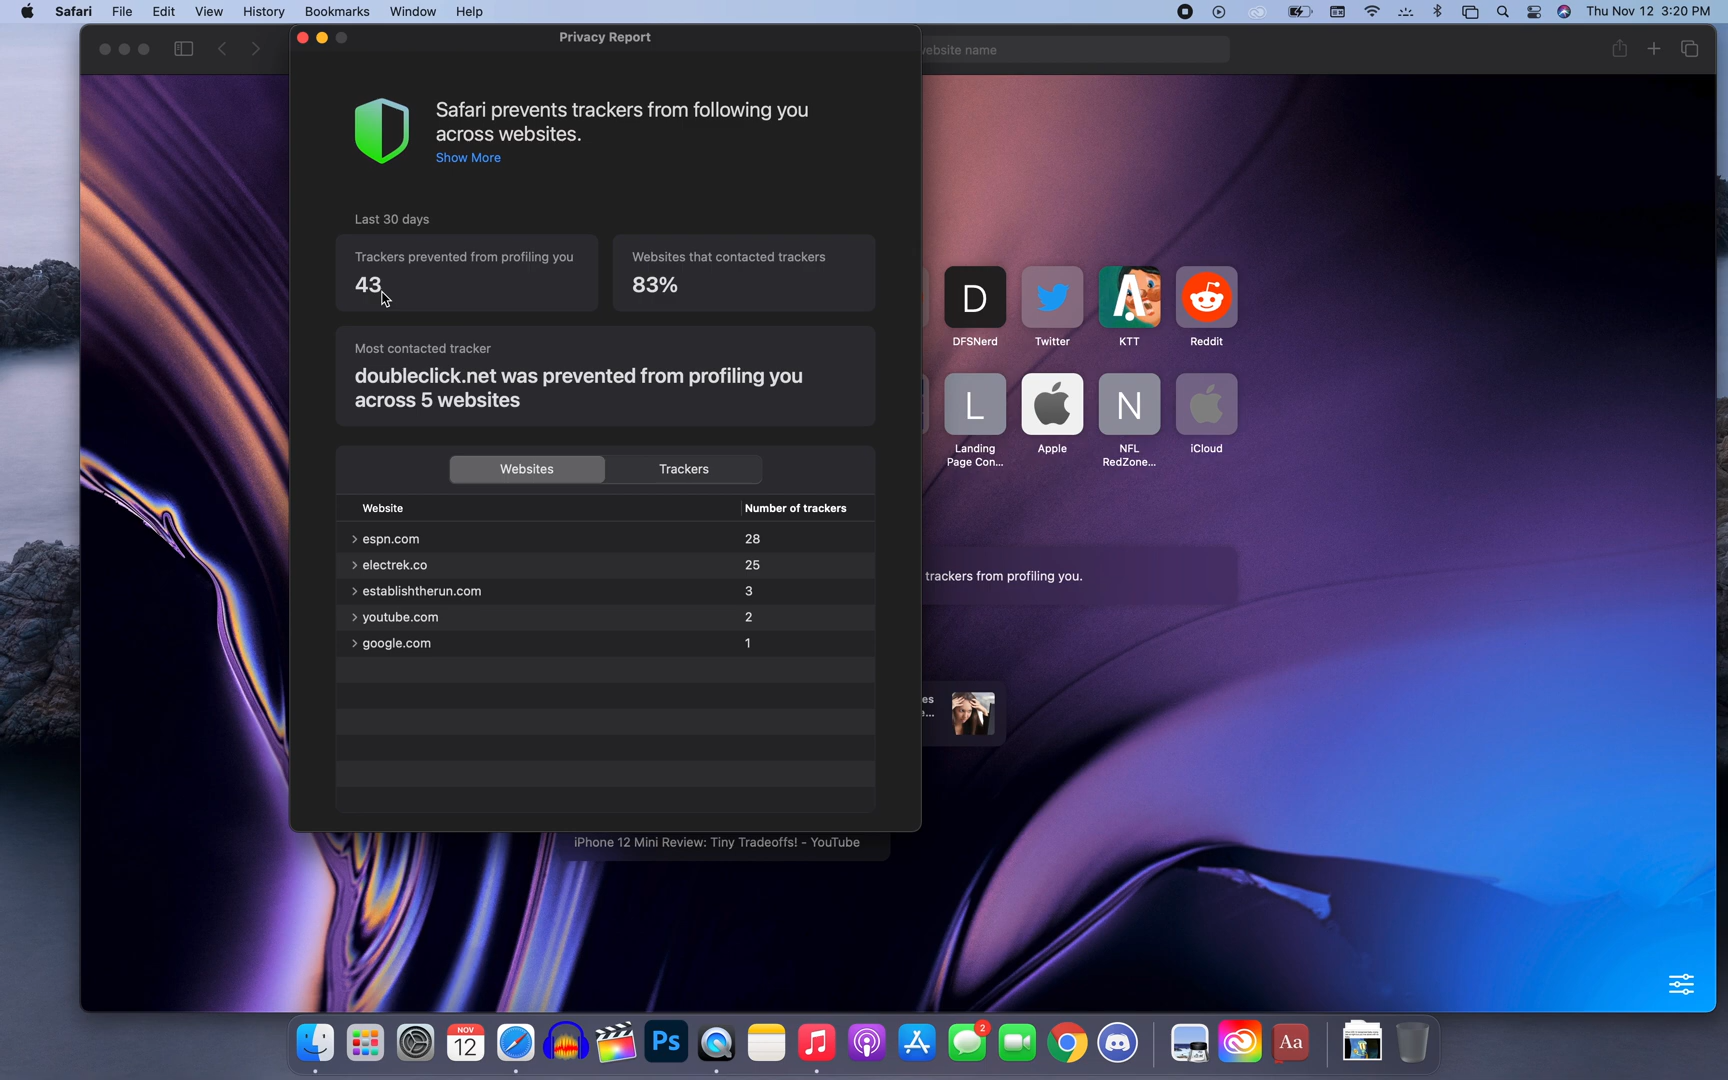 Safari File Edit View History Bookmarks Window Help
Thu Nov 12 3:20 PM
Privacy Report
website name
Safari prevents trackers from following you
across websites.
Show More
Last 30 days
Trackers prevented from profiling you
43
Websites that contacted trackers
83%
Most contacted tracker
doubleclick.net was prevented from profiling you
across 5 websites
Websites
Trackers
Website
Number of trackers
espn.com 28
electrek.co 25
establishtherun.com 3
youtube.com 2
google.com 1
D
DFSNerd
Twitter
KTT
Reddit
L
Landing
Page Con...
Apple
N
NFL
RedZone...
iCloud
trackers from profiling you.
es
iPhone 12 Mini Review: Tiny Tradeoffs! - YouTube
NOV
12
Ps
2
Aa